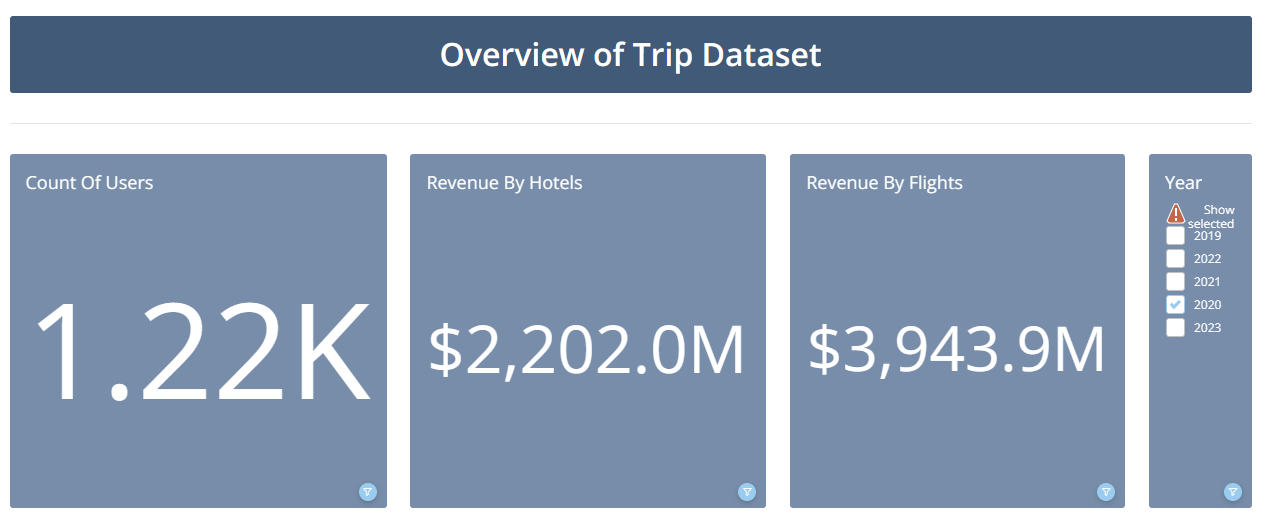 Overview of Trip Dataset
Count Of Users
1.22K
Revenue By Hotels
$2,202.0M
Revenue By Flights
$3,943.9M
Year
Show
selected
2019
2022
2021
2020
2023